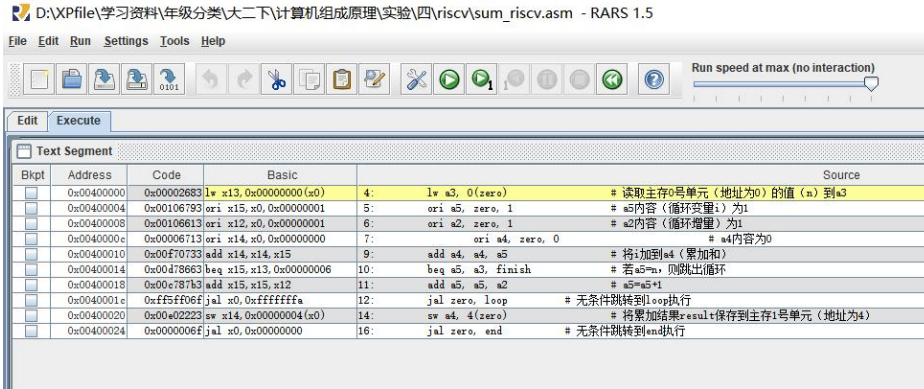 D:\XPfile\学习资料\年级分类\大二下\计算机组成原理\实验\四\riscv\sum_riscv.asm - RARS 1.5
File Edit Run Settings Tools Help
Run speed at max (no interaction)
Edit Execute
Text Segment
Bkpt Address Code Basic Source
0x00400000 0x00002683 lw x13,0x00000000(x0) 4: lw a3, 0(zero) # 读取主存0号单元（地址为0）的值（n）到a3
0x00400004 0x00106793 ori x15,x0,0x00000001 5: ori a5, zero, 1 # a5内容（循环变量i）为1
0x00400008 0x00106613 ori x12,x0,0x00000001 6: ori a2, zero, 1 # a2内容（循环增量）为1
0x0040000c 0x00006713 ori x14,x0,0x00000000 7: ori a4, zero, 0 # a4内容为0
0x00400010 0x00f70733 add x14,x14,x15 9: add a4, a4, a5 # 将i加到a4（累加和）
0x00400014 0x00d78663 beq x15,x13,0x00000006 10: beq a5, a3, finish # 若a5=n，则跳出循环
0x00400018 0x00c787b3 add x15,x15,x12 11: add a5, a5, a2 # a5=a5+1
0x0040001c 0xff5ff06f jal x0,0xfffffffa 12: jal zero, loop # 无条件跳转到loop执行
0x00400020 0x00e02223 sw x14,0x00000004(x0) 14: sw a4, 4(zero) # 将累加结果result保存到主存1号单元（地址为4）
0x00400024 0x0000006f jal x0,0x00000000 16: jal zero, end # 无条件跳转到end执行